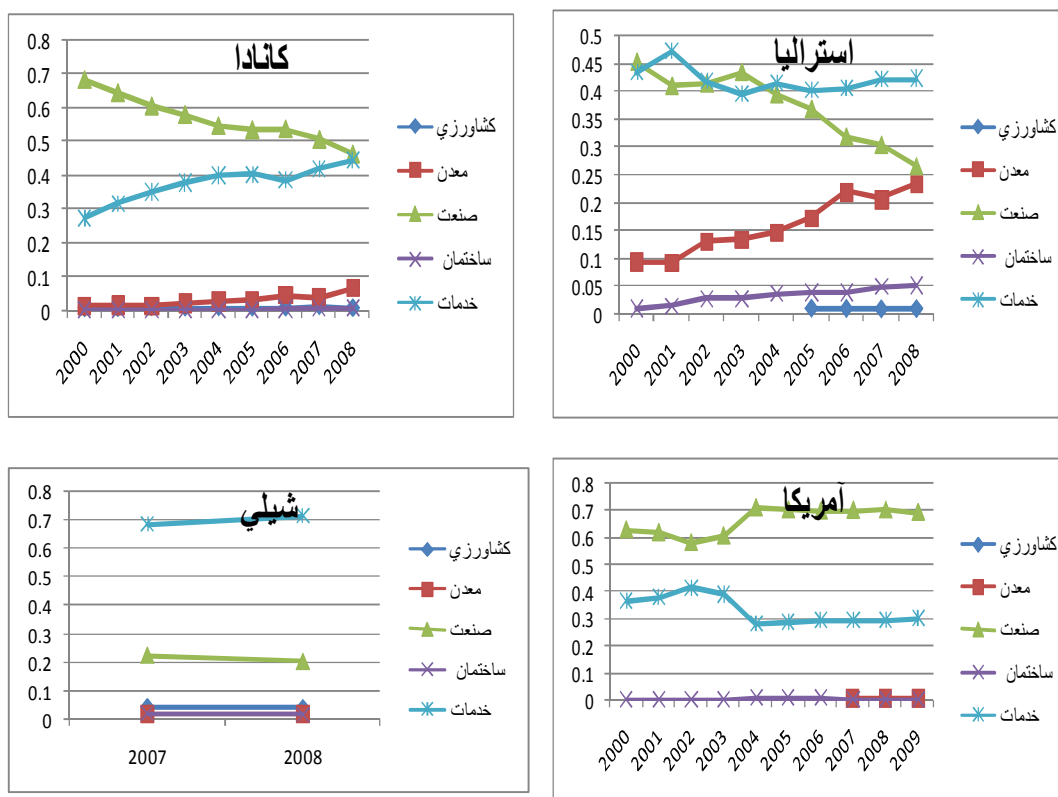 کانادا
0.8
0.7
0.6
0.5
0.4
0.3
0.2
0.1
0
2000
2001
2002
2003
2004
2005
2006
2007
2008
کشاورزي
معدن
صنعت
ساختمان
خدمات
استراليا
0.5
0.45
0.4
0.35
0.3
0.25
0.2
0.15
0.1
0.05
0
2000
2001
2002
2003
2004
2005
2006
2007
2008
کشاورزي
معدن
صنعت
ساختمان
خدمات
شيلي
0.8
0.7
0.6
0.5
0.4
0.3
0.2
0.1
0
2007
2008
کشاورزي
معدن
صنعت
ساختمان
خدمات
آمريکا
0.8
0.7
0.6
0.5
0.4
0.3
0.2
0.1
0
2000
2001
2002
2003
2004
2005
2006
2007
2008
2009
کشاورزي
معدن
صنعت
ساختمان
خدمات